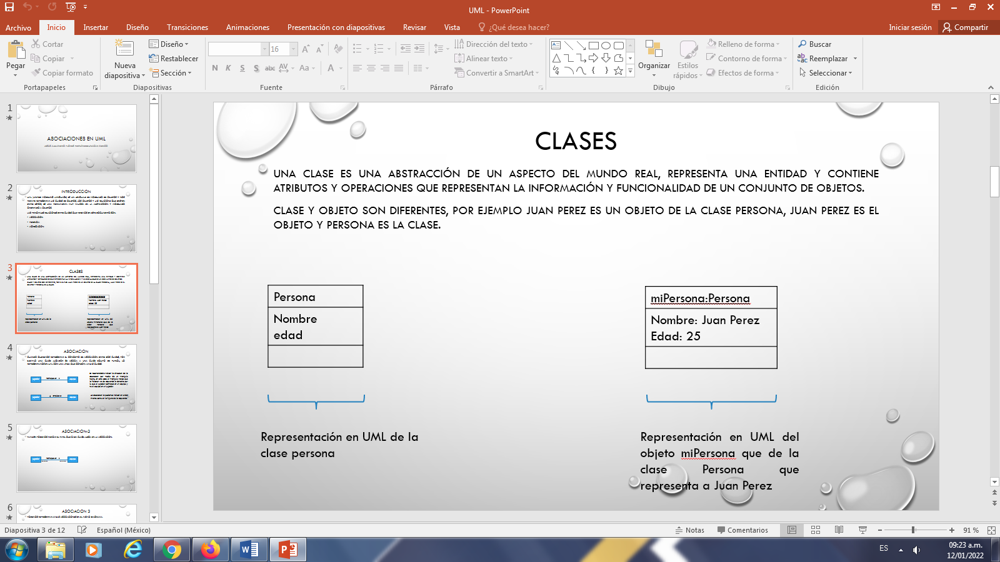 UML - PowerPoint
Archivo Inicio Insertar Diseño Transiciones Animaciones Presentación con diapositivas Revisar Vista ¿Qué desea hacer? Iniciar sesión Compartir
Pegar
Cortar
Copiar
Copiar formato
Portapapeles
Nueva
diapositiva
Diseño
Restablecer
Sección
Diapositivas
16
N K S S abc AV Aa A
Fuente
Dirección del texto
Alinear texto
Convertir a SmartArt
Párrafo
Organizar
Estilos
rápidos
Relleno de forma
Contorno de forma
Efectos de forma
Dibujo
Buscar
Reemplazar
Seleccionar
Edición
1
ASOCIACIONES EN UML
2
INTRODUCCIÓN
3
CLASES
4
ASOCIACIÓN
5
ASOCIACIÓN-2
6
ASOCIACIÓN 3
CLASES
UNA CLASE ES UNA ABSTRACCIÓN DE UN ASPECTO DEL MUNDO REAL, REPRESENTA UNA ENTIDAD Y CONTIENE
ATRIBUTOS Y OPERACIONES QUE REPRESENTAN LA INFORMACIÓN Y FUNCIONALIDAD DE UN CONJUNTO DE OBJETOS.
CLASE Y OBJETO SON DIFERENTES, POR EJEMPLO JUAN PEREZ ES UN OBJETO DE LA CLASE PERSONA, JUAN PEREZ ES EL
OBJETO Y PERSONA ES LA CLASE.
Persona
Nombre
edad
Representación en UML de la
clase persona
miPersona:Persona
Nombre: Juan Perez
Edad: 25
Representación en UML del
objeto miPersona que de la
clase Persona que
representa a Juan Perez
Diapositiva 3 de 12 Español (México) Notas Comentarios 91 %
ES
09:23 a.m.
12/01/2022